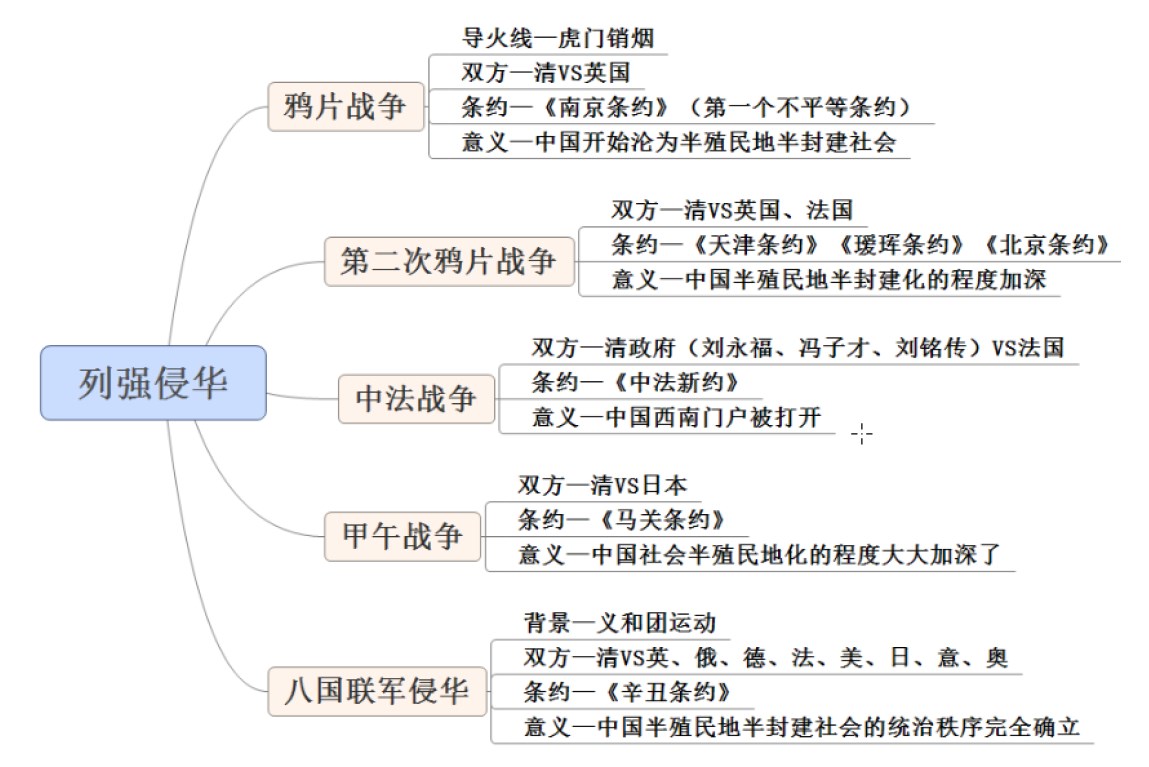 列强侵华
鸦片战争
导火线—虎门销烟
双方—清VS英国
条约—《南京条约》（第一个不平等条约）
意义—中国开始沦为半殖民地半封建社会
第二次鸦片战争
双方—清VS英国、法国
条约—《天津条约》《瑷珲条约》《北京条约》
意义—中国半殖民地半封建化的程度加深
中法战争
双方—清政府（刘永福、冯子才、刘铭传）VS法国
条约—《中法新约》
意义—中国西南门户被打开
甲午战争
双方—清VS日本
条约—《马关条约》
意义—中国社会半殖民地化的程度大大加深了
八国联军侵华
背景—义和团运动
双方—清VS英、俄、德、法、美、日、意、奥
条约—《辛丑条约》
意义—中国半殖民地半封建社会的统治秩序完全确立